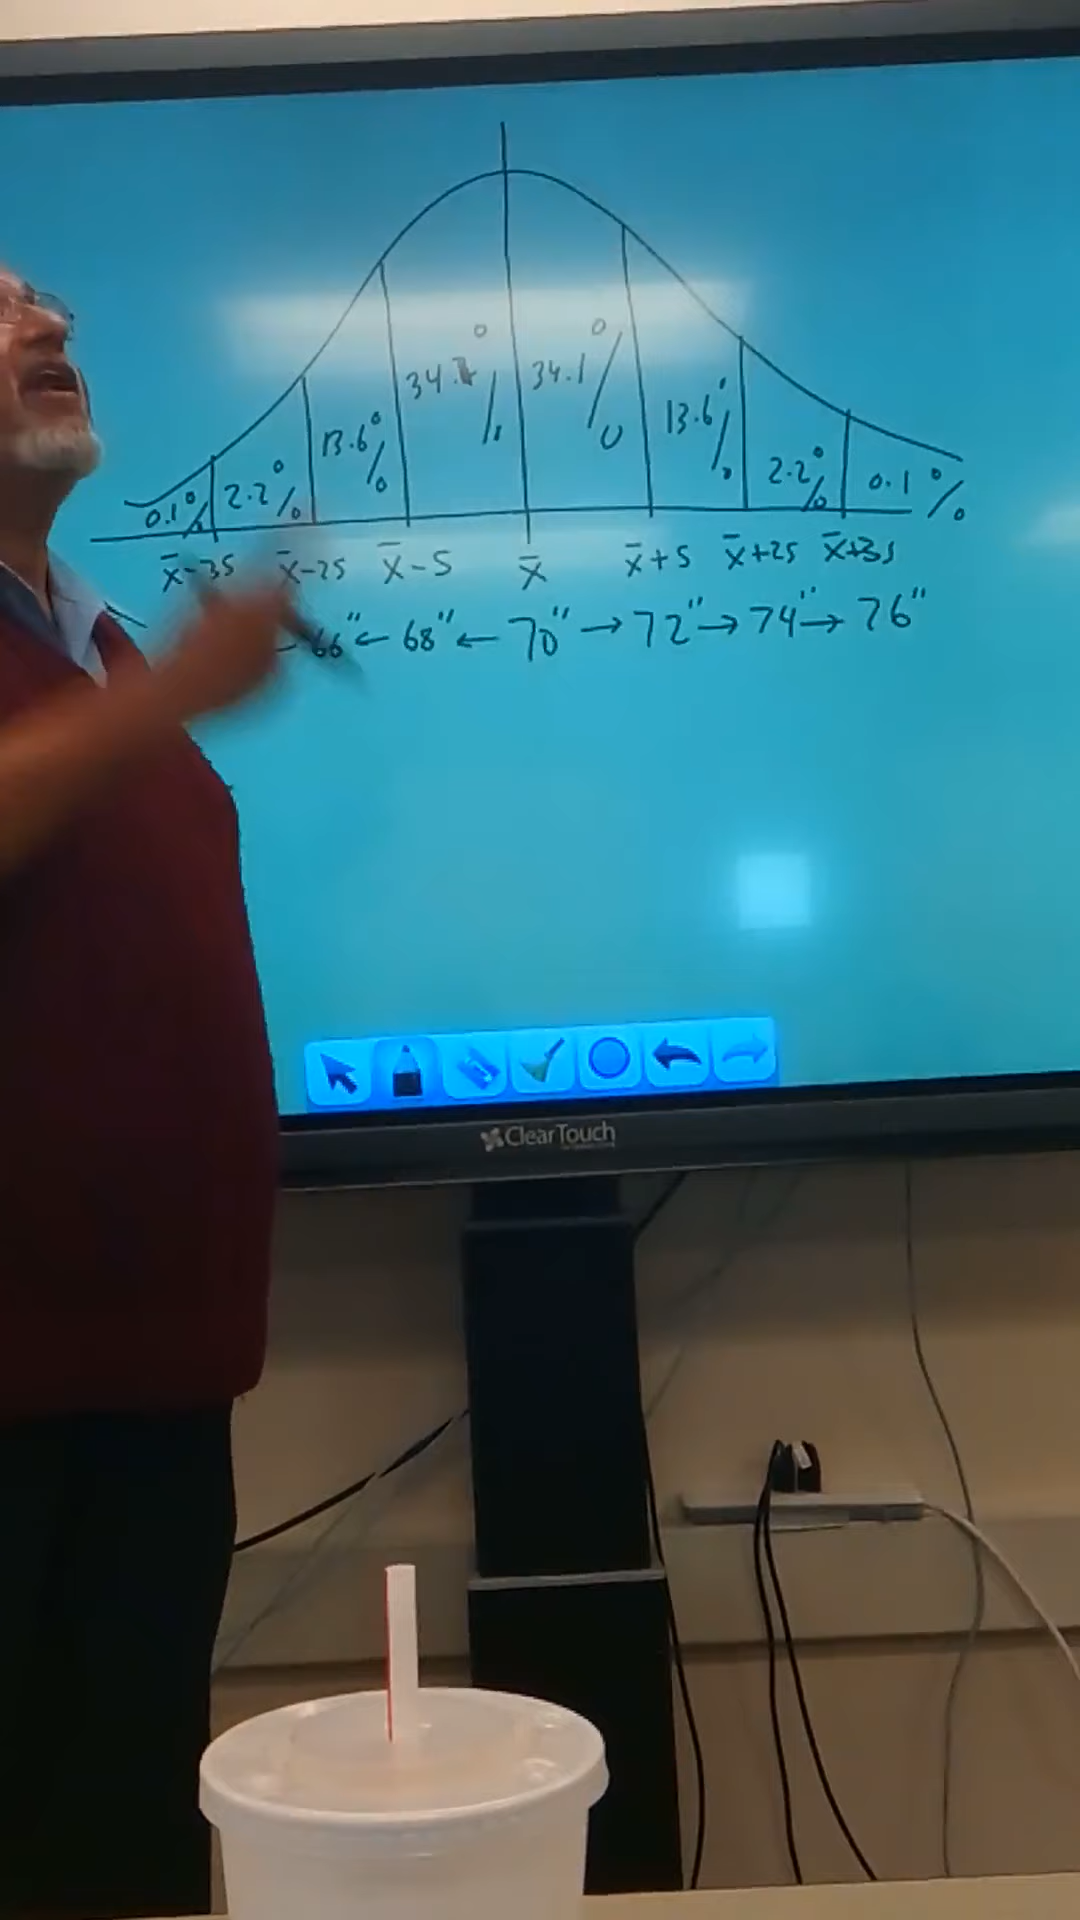 34.1% 34.1%
13.6% 13.6%
0.1% 2.2% 2.2% 0.1%
x̄-3s x̄-2s x̄-s x̄ x̄+s x̄+2s x̄+3s
← 66" ← 68" ← 70" → 72" → 74" → 76"
ClearTouch